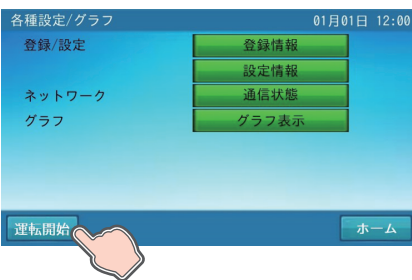 各種設定/グラフ 01月01日 12:00
登録/設定 登録情報
設定情報
ネットワーク 通信状態
グラフ グラフ表示
運転開始 ホーム